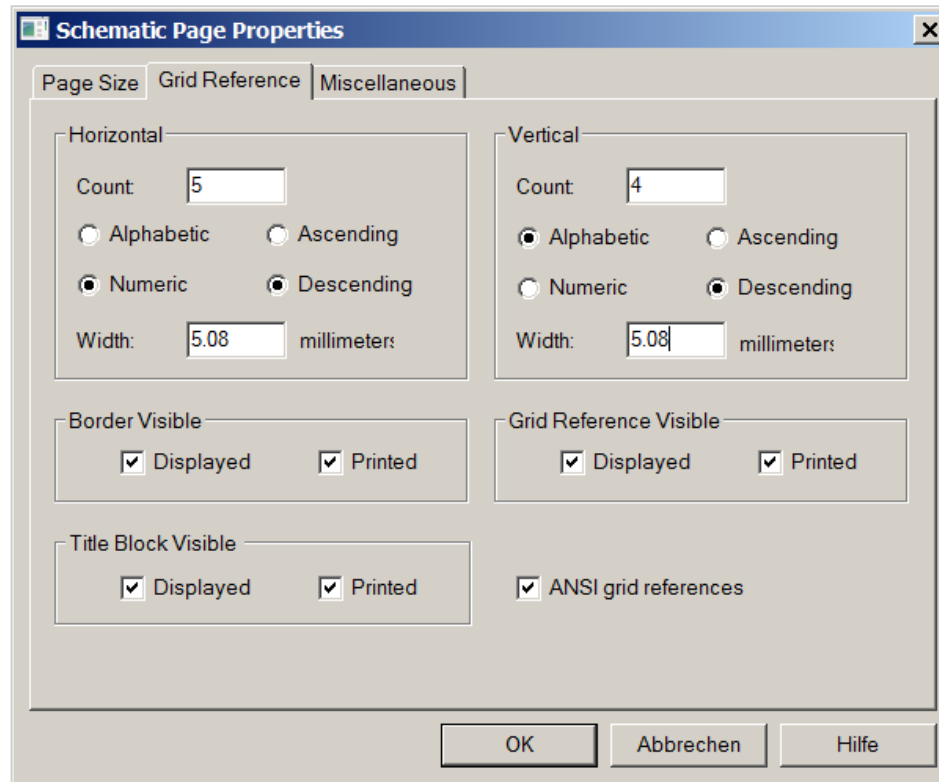 Schematic Page Properties
Page Size Grid Reference Miscellaneous
Horizontal
Count: 5
Alphabetic Ascending
Numeric Descending
Width: 5.08 millimeters
Vertical
Count: 4
Alphabetic Ascending
Numeric Descending
Width: 5.08 millimeters
Border Visible
Displayed Printed
Grid Reference Visible
Displayed Printed
Title Block Visible
Displayed Printed
ANSI grid references
OK Abbrechen Hilfe